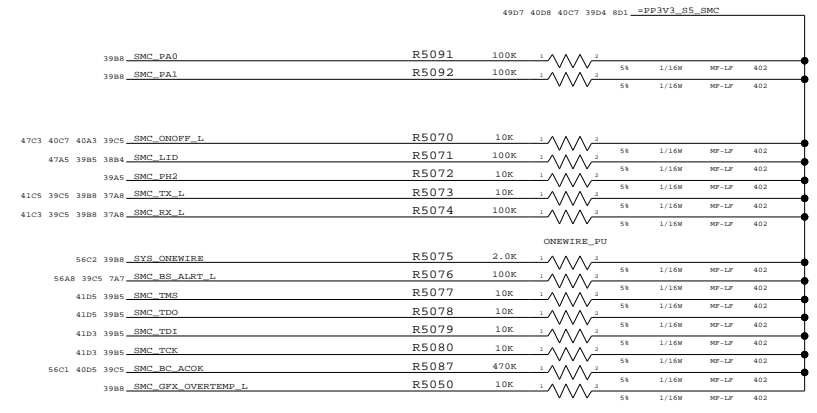 49D7 40D8 40C7 39D4 8D1 =PP3V3_S5_SMC
39B8 SMC_PA0 R5091 100K 1 2
5% 1/16W MF-LF 402
39B8 SMC_PA1 R5092 100K 1 2
5% 1/16W MF-LF 402
47C3 40C7 40A3 39C5 SMC_ONOFF_L R5070 10K 1 2
5% 1/16W MF-LF 402
47A5 39B5 38B4 SMC_LID R5071 100K 1 2
5% 1/16W MF-LF 402
39A5 SMC_PH2 R5072 10K 1 2
5% 1/16W MF-LF 402
41C5 39C5 39B8 37A8 SMC_TX_L R5073 10K 1 2
5% 1/16W MF-LF 402
41C3 39C5 39B8 37A8 SMC_RX_L R5074 100K 1 2
5% 1/16W MF-LF 402
ONEWIRE_PU
56C2 39B8 SYS_ONEWIRE R5075 2.0K 1 2
5% 1/16W MF-LF 402
56A8 39C5 7A7 SMC_BS_ALRT_L R5076 100K 1 2
5% 1/16W MF-LF 402
41D5 39B5 SMC_TMS R5077 10K 1 2
5% 1/16W MF-LF 402
41D5 39B5 SMC_TDO R5078 10K 1 2
5% 1/16W MF-LF 402
41D3 39B5 SMC_TDI R5079 10K 1 2
5% 1/16W MF-LF 402
41D3 39B5 SMC_TCK R5080 10K 1 2
5% 1/16W MF-LF 402
56C1 40D5 39C5 SMC_BC_ACOK R5087 470K 1 2
5% 1/16W MF-LF 402
39B8 SMC_GFX_OVERTEMP_L R5050 10K 1 2
5% 1/16W MF-LF 402